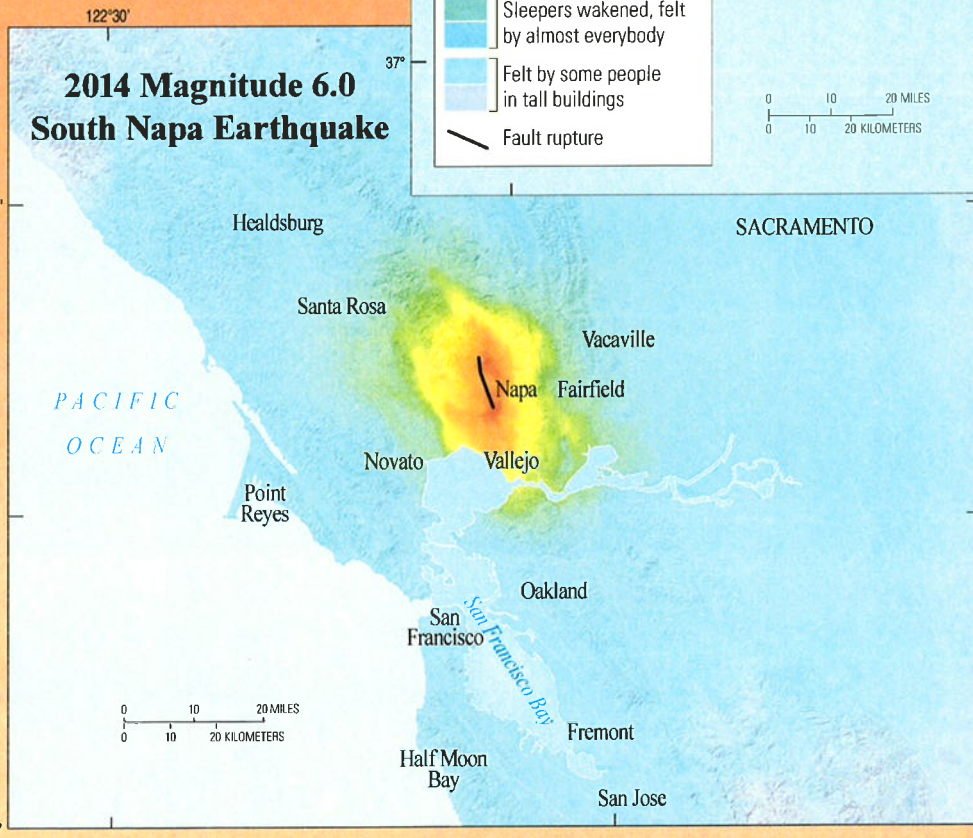 122°30'
2014 Magnitude 6.0
South Napa Earthquake
37°
Sleepers wakened, felt
by almost everybody
Felt by some people
in tall buildings
Fault rupture
0 10 20 MILES
0 10 20 KILOMETERS
Healdsburg
SACRAMENTO
Santa Rosa
Vacaville
Napa
Fairfield
PACIFIC
OCEAN
Novato
Vallejo
Point
Reyes
Oakland
San
Francisco
San Francisco Bay
0 10 20 MILES
0 10 20 KILOMETERS
Fremont
Half Moon
Bay
San Jose